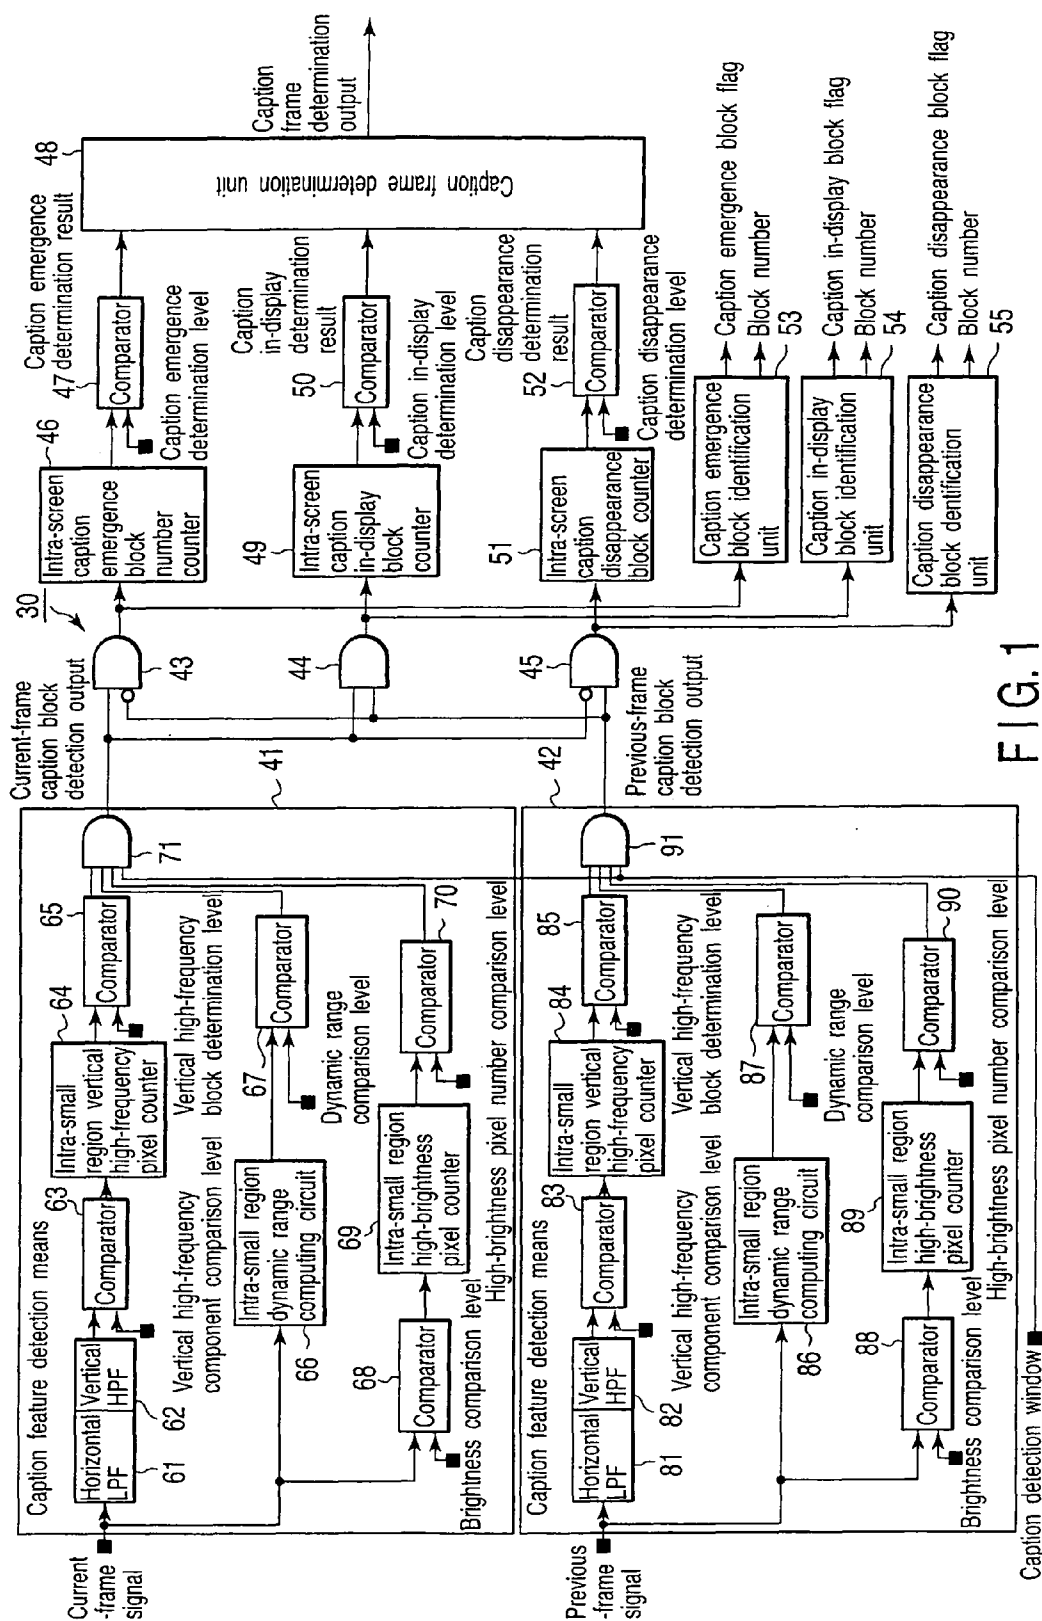 Current
-frame
signal
Caption feature detection means
Horizontal
LPF
Vertical
HPF
61
62
63
Comparator
Vertical high-frequency
component comparison level
64
Intra-small
region vertical
high-frequency
pixel counter
65
Comparator
Vertical high-frequency
block determination level
66
Intra-small region
dynamic range
computing circuit
67
Comparator
Dynamic range
comparison level
68
Comparator
Brightness comparison level
69
Intra-small region
high-brightness
pixel counter
70
Comparator
High-brightness pixel number comparison level
71
41
Current-frame
caption block
detection output
Previous
-frame
signal
Caption feature detection means
Horizontal
LPF
Vertical
HPF
81
82
83
Comparator
Vertical high-frequency
component comparison level
84
Intra-small
region vertical
high-frequency
pixel counter
85
Comparator
Vertical high-frequency
block determination level
86
Intra-small region
dynamic range
computing circuit
87
Comparator
Dynamic range
comparison level
88
Comparator
Brightness comparison level
89
Intra-small region
high-brightness
pixel counter
90
Comparator
High-brightness pixel number comparison level
91
42
Previous-frame
caption block
detection output
Caption detection window
30
43
44
45
46
Intra-screen
caption
emergence
block
number
counter
47
Comparator
Caption emergence
determination result
Caption emergence
determination level
49
Intra-screen
caption
in-display
block
counter
50
Comparator
Caption
in-display
determination
result
Caption in-display
determination level
51
Intra-screen
caption
disappearance
block counter
52
Comparator
Caption
disappearance
determination
result
Caption disappearance
determination level
48
Caption frame determination unit
Caption
frame
determination
output
Caption emergence
block identification
unit
Caption emergence block flag
Block number
53
Caption in-display
block identification
unit
Caption in-display block flag
Block number
54
Caption disappearance
block dentification
unit
Caption disappearance block flag
Block number
55
FIG. 1